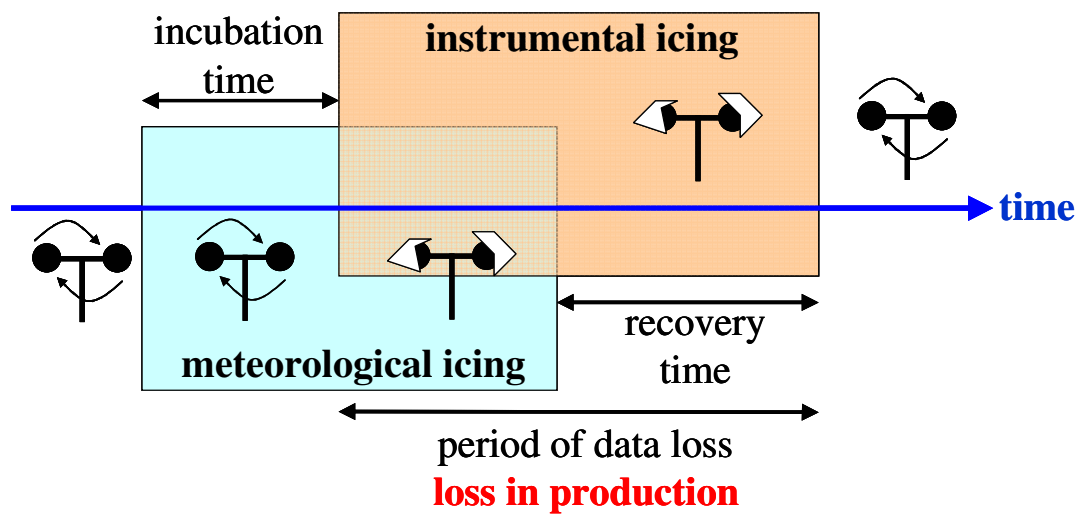 incubation
time
instrumental icing
time
meteorological icing
recovery
time
period of data loss
loss in production